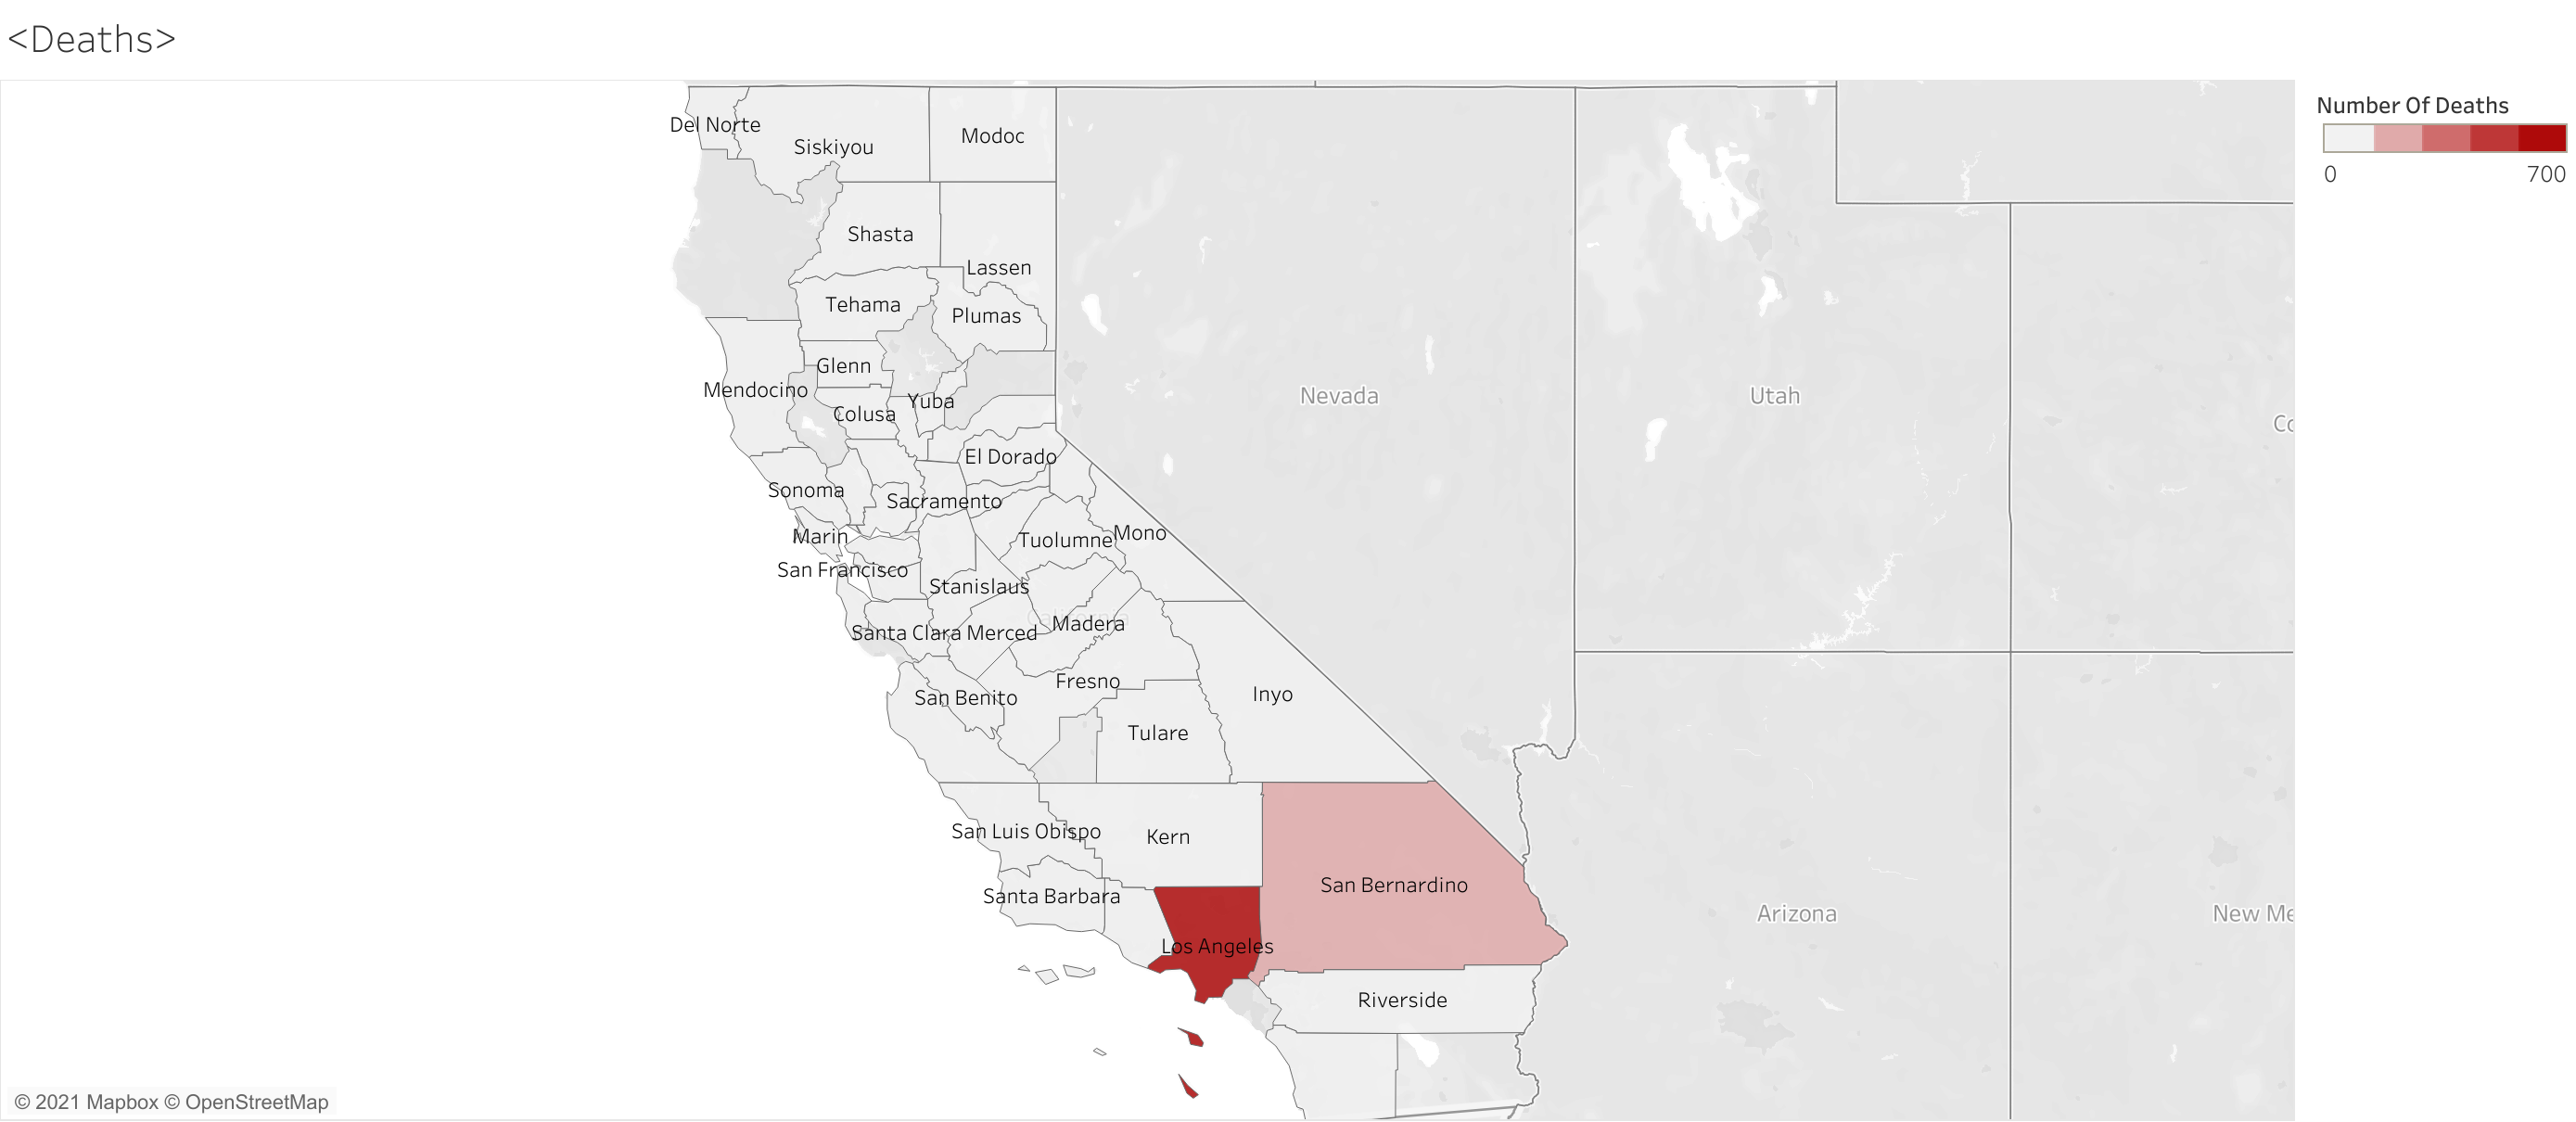 <Deaths>
Number Of Deaths
0 700
Del Norte
Siskiyou
Modoc
Shasta
Lassen
Tehama
Plumas
Glenn
Mendocino
Colusa
Yuba
Nevada
Utah
Co
El Dorado
Sonoma
Sacramento
Marin
Tuolumne
Mono
San Francisco
Stanislaus
California
Santa Clara
Merced
Madera
Fresno
San Benito
Inyo
Tulare
San Luis Obispo
Kern
San Bernardino
Santa Barbara
Arizona
New Me
Los Angeles
Riverside
© 2021 Mapbox © OpenStreetMap